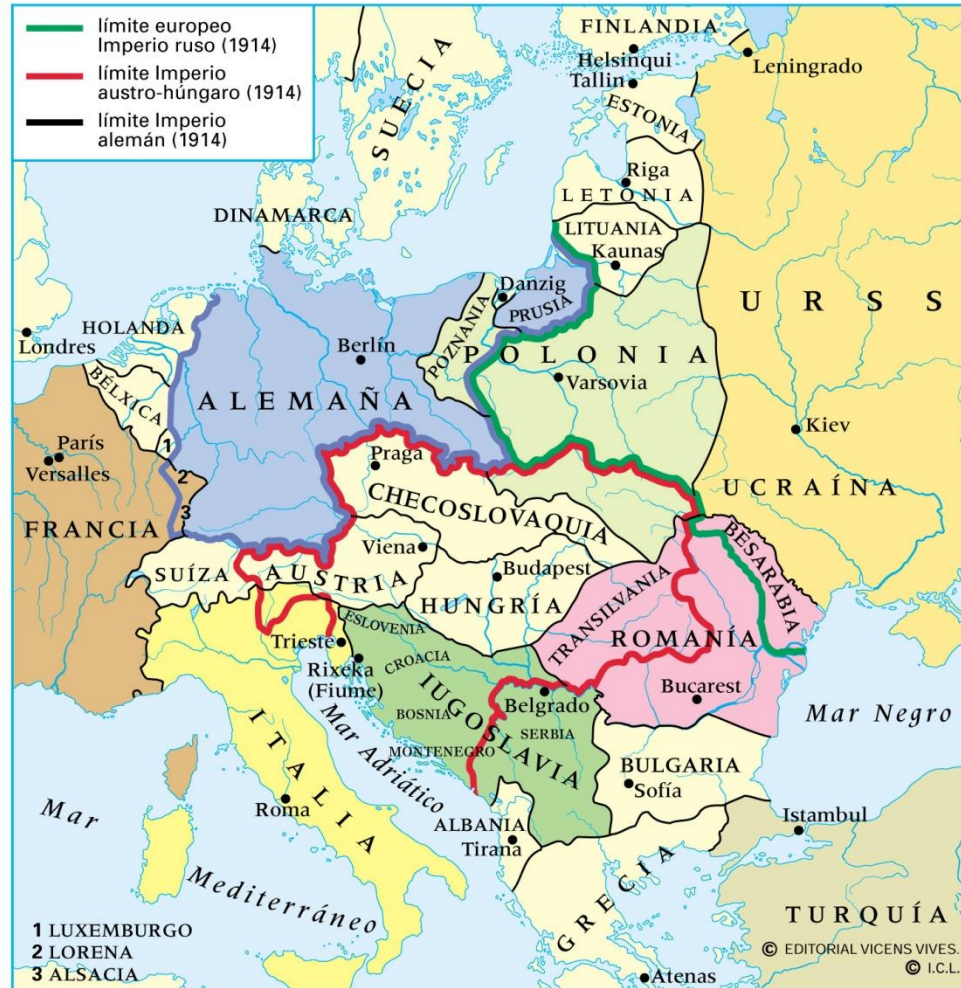 límite europeo
Imperio ruso (1914)
límite Imperio
austro-húngaro (1914)
límite Imperio
alemán (1914)
FINLANDIA
Helsinqui
Leningrado
Tallin
ESTONIA
SUECIA
Riga
LETONIA
DINAMARCA
LITUANIA
Kaunas
Danzig
PRUSIA
URSS
HOLANDA
Londres
Berlín
POZNANIA
POLONIA
Varsovia
BÉLXICA
ALEMAÑA
1
París
Versalles
2
Praga
Kiev
3
FRANCIA
CHECOSLOVAQUIA
UCRAÍNA
Viena
SUÍZA
AUSTRIA
Budapest
HUNGRÍA
BESARABIA
TRANSILVANIA
ROMANÍA
ESLOVENIA
Trieste
CROACIA
Rixeka
(Fiume)
IUGOSLAVIA
Belgrado
Bucarest
BOSNIA
SERBIA
Mar Negro
MONTENEGRO
Mar Adriático
ITALIA
BULGARIA
Sofía
Roma
Mar
Mediterráneo
ALBANIA
Tirana
Istambul
GRECIA
TURQUÍA
1 LUXEMBURGO
2 LORENA
3 ALSACIA
Atenas
© EDITORIAL VICENS VIVES.
© I.C.L.